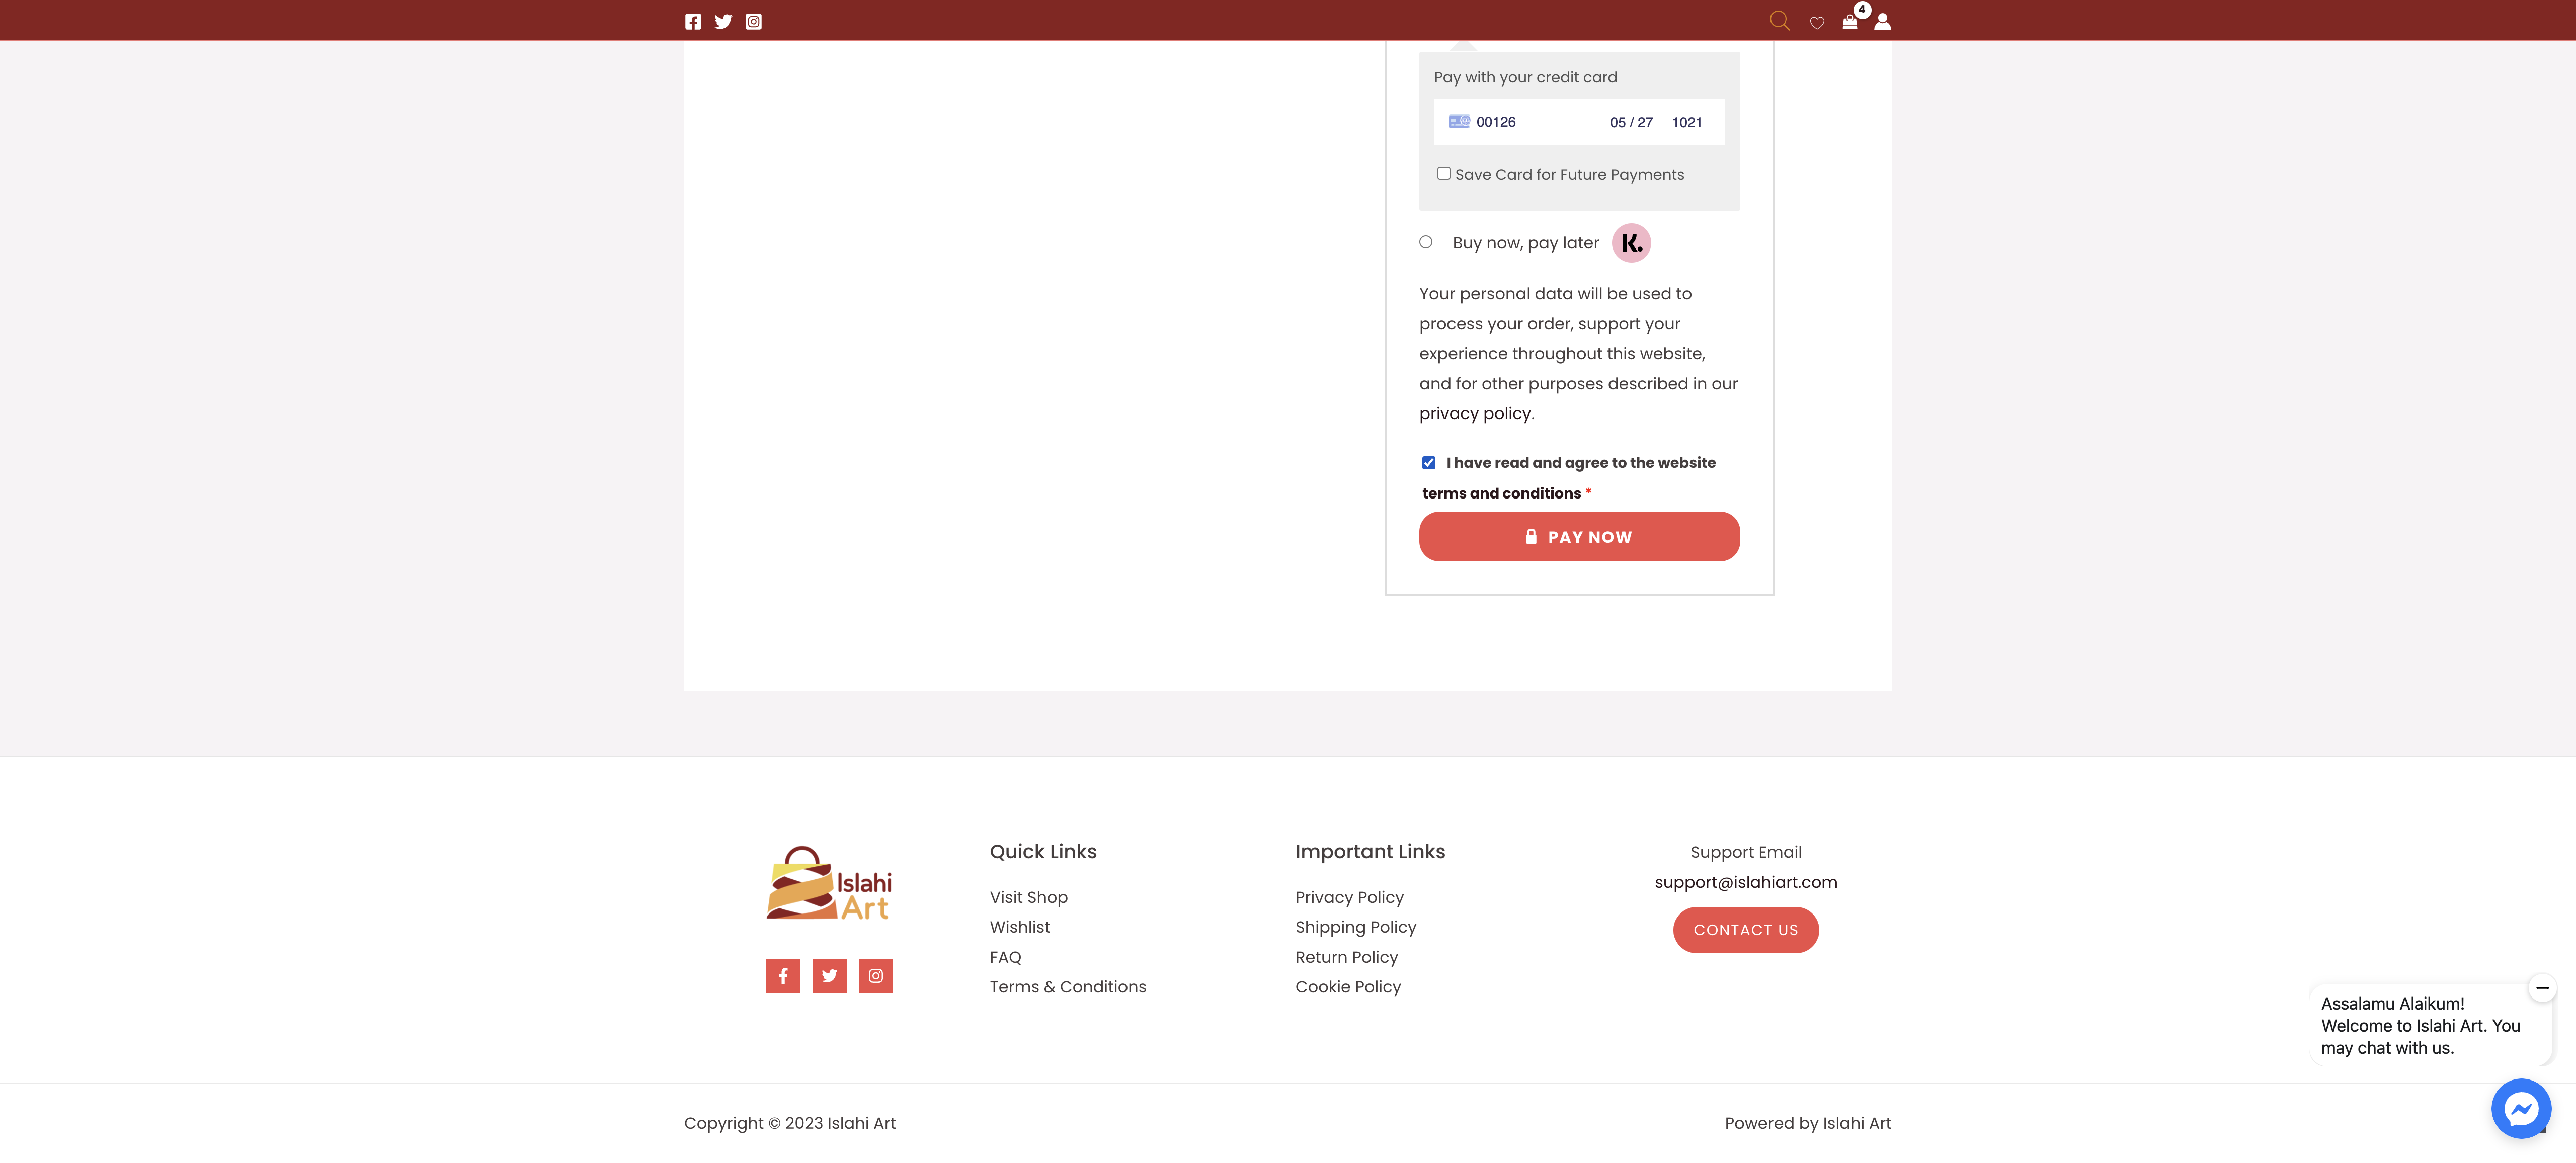 4
Pay with your credit card
00126 05 / 27 1021
Save Card for Future Payments
Buy now, pay later K.
Your personal data will be used to
process your order, support your
experience throughout this website,
and for other purposes described in our
privacy policy.
I have read and agree to the website
terms and conditions *
PAY NOW
Islahi
Art
Quick Links
Visit Shop
Wishlist
FAQ
Terms & Conditions
Important Links
Privacy Policy
Shipping Policy
Return Policy
Cookie Policy
Support Email
support@islahiart.com
CONTACT US
Assalamu Alaikum!
Welcome to Islahi Art. You
may chat with us.
Copyright © 2023 Islahi Art
Powered by Islahi Art